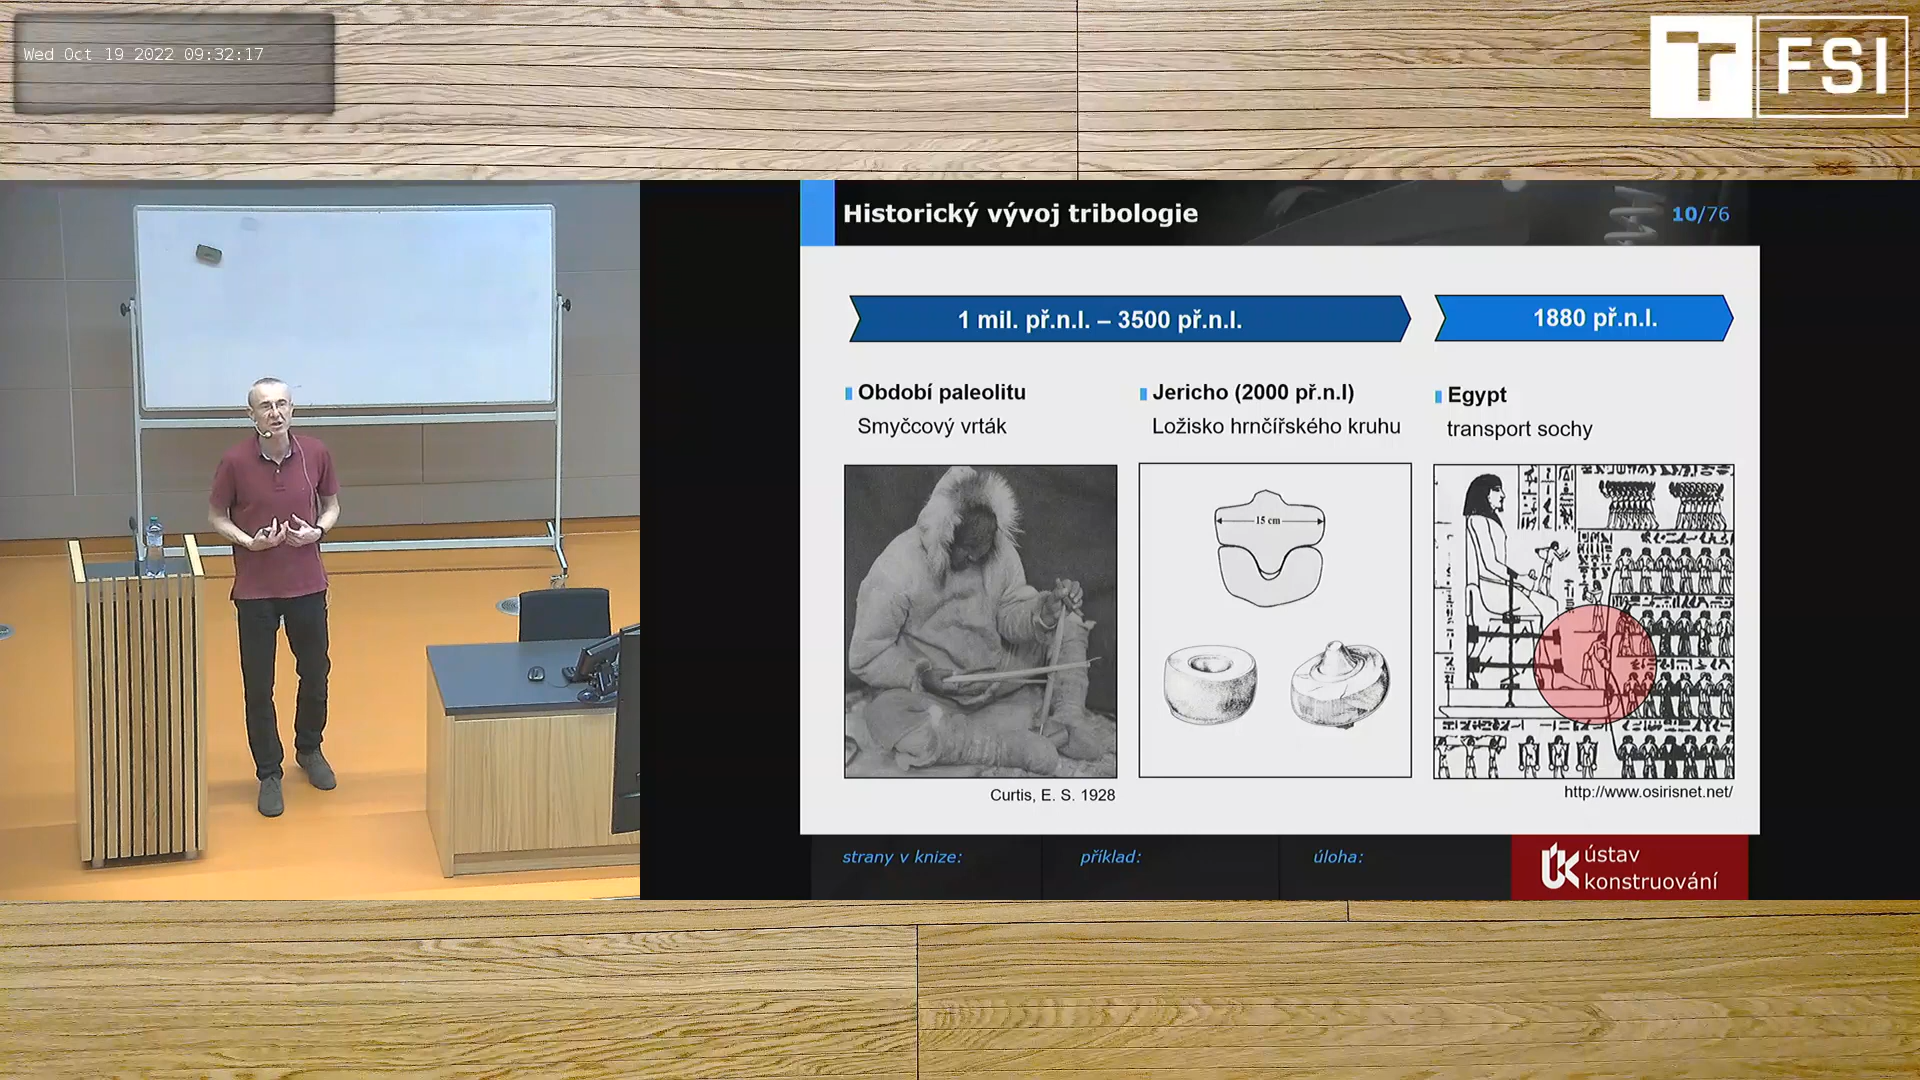 Wed Oct 19 2022 09:32:17
FSI
Historický vývoj tribologie
10/76
1 mil. př.n.l. – 3500 př.n.l.
1880 př.n.l.
Období paleolitu
Smyčcový vrták
Jericho (2000 př.n.l)
Ložisko hrnčířského kruhu
Egypt
transport sochy
15 cm
Curtis, E. S. 1928
http://www.osirisnet.net/
strany v knize:
příklad:
úloha:
ÚK
ústav
konstruování